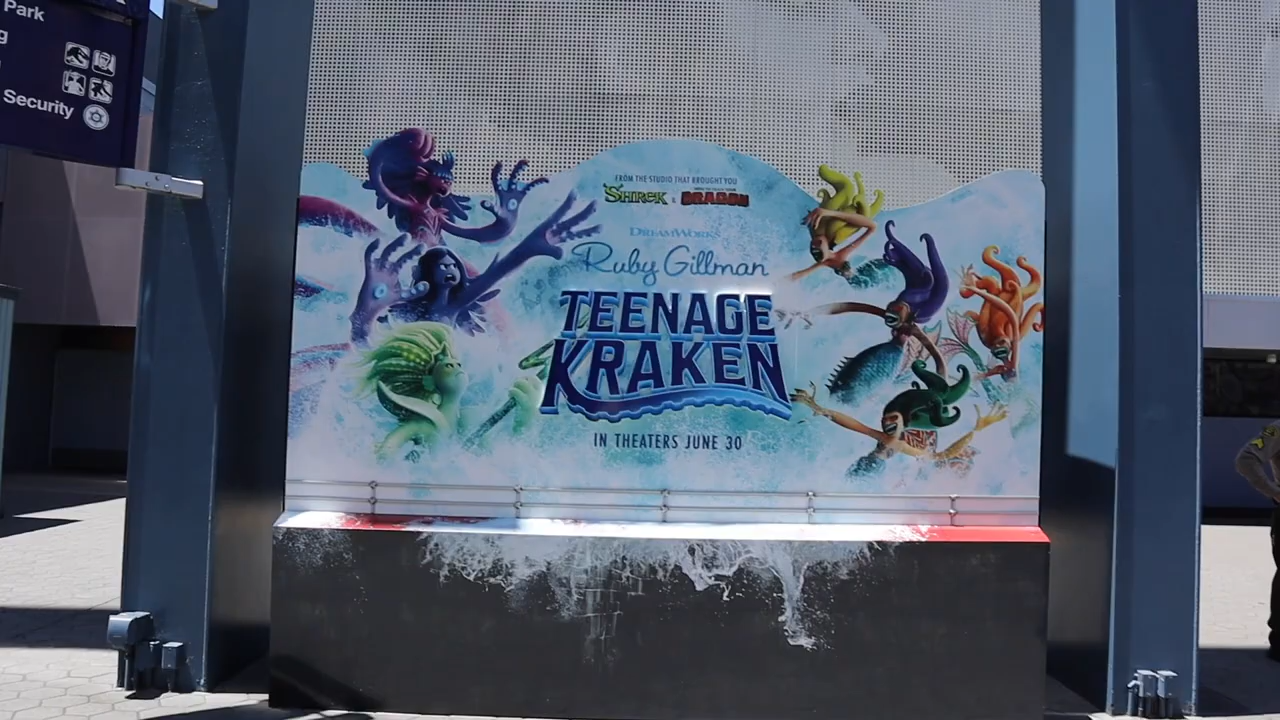 Park
g
Security
FROM THE STUDIO THAT BROUGHT YOU
SHREK & DRAGON
DREAMWORKS
Ruby Gillman
TEENAGE
KRAKEN
IN THEATERS JUNE 30